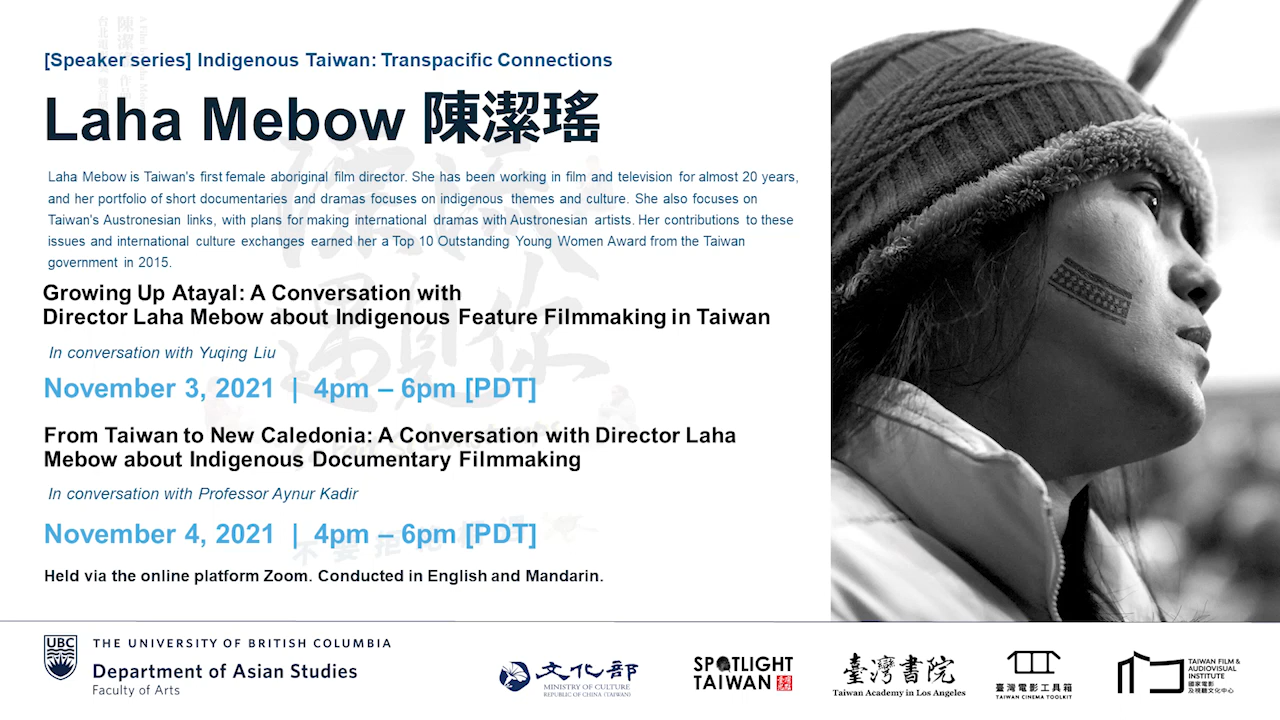 [Speaker series] Indigenous Taiwan: Transpacific Connections
Laha Mebow 陳潔瑤
Laha Mebow is Taiwan's first female aboriginal film director. She has been working in film and television for almost 20 years,
and her portfolio of short documentaries and dramas focuses on indigenous themes and culture. She also focuses on
Taiwan's Austronesian links, with plans for making international dramas with Austronesian artists. Her contributions to these
issues and international culture exchanges earned her a Top 10 Outstanding Young Women Award from the Taiwan
government in 2015.
Growing Up Atayal: A Conversation with
Director Laha Mebow about Indigenous Feature Filmmaking in Taiwan
In conversation with Yuqing Liu
November 3, 2021 | 4pm – 6pm [PDT]
From Taiwan to New Caledonia: A Conversation with Director Laha
Mebow about Indigenous Documentary Filmmaking
In conversation with Professor Aynur Kadir
November 4, 2021 | 4pm – 6pm [PDT]
Held via the online platform Zoom. Conducted in English and Mandarin.
UBC
THE UNIVERSITY OF BRITISH COLUMBIA
Department of Asian Studies
Faculty of Arts
文化部
MINISTRY OF CULTURE
REPUBLIC OF CHINA (TAIWAN)
SPOTLIGHT
TAIWAN
臺灣書院
Taiwan Academy in Los Angeles
臺灣電影工具箱
TAIWAN CINEMA TOOLKIT
TAIWAN FILM &
AUDIOVISUAL
INSTITUTE
國家電影
及視聽文化中心